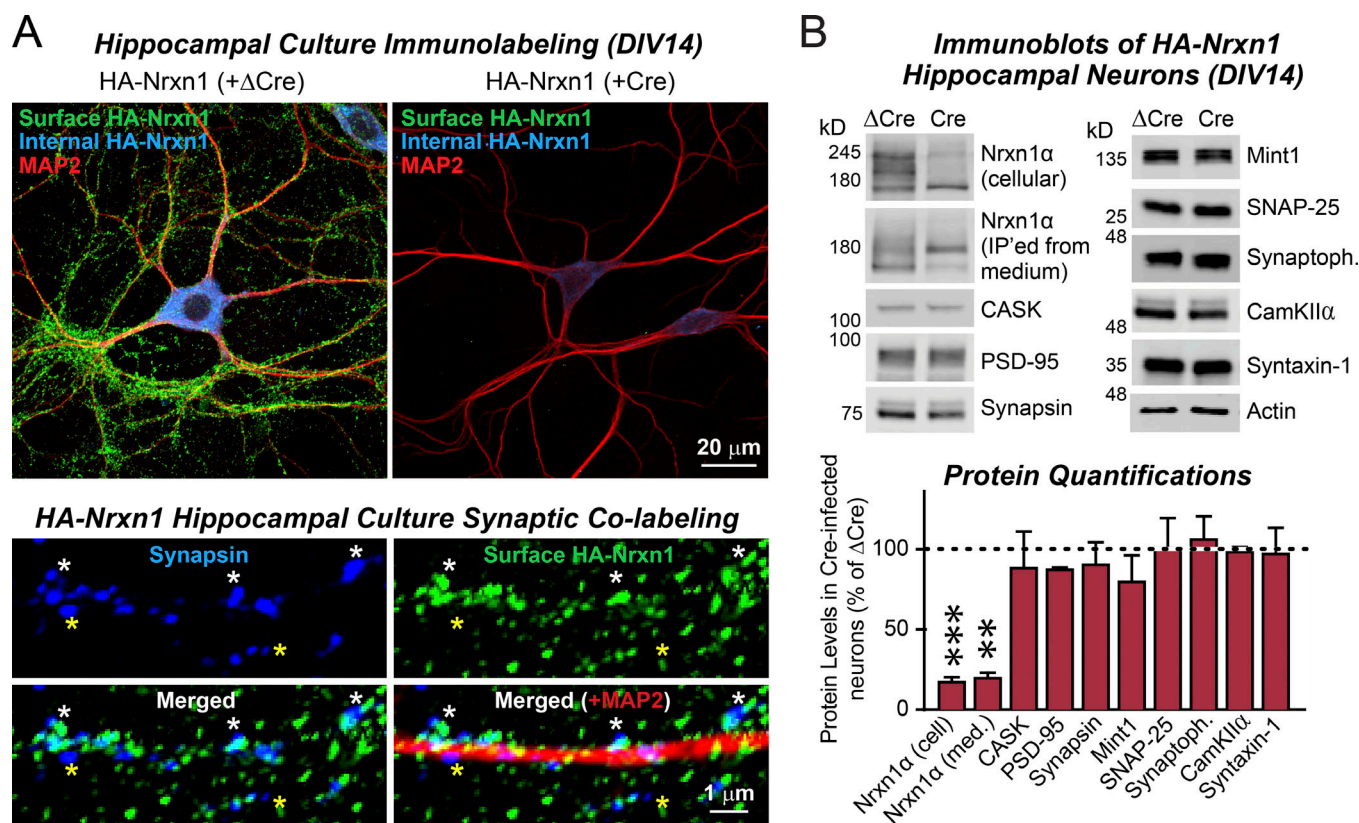 A
Hippocampal Culture Immunolabeling (DIV14)
HA-Nrxn1 (+ΔCre)
HA-Nrxn1 (+Cre)
Surface HA-Nrxn1
Internal HA-Nrxn1
MAP2
Surface HA-Nrxn1
Internal HA-Nrxn1
MAP2
20 μm
HA-Nrxn1 Hippocampal Culture Synaptic Co-labeling
* Synapsin * *
* *
Surface HA-Nrxn1
* * *
* *
Merged
* * *
* *
Merged (+MAP2)
* * *
* *
1 μm
B
Immunoblots of HA-Nrxn1
Hippocampal Neurons (DIV14)
kD ΔCre Cre
245
180
Nrxn1α
(cellular)
180
Nrxn1α
(IP'ed from
medium)
100
CASK
100
PSD-95
75
Synapsin
kD ΔCre Cre
135
Mint1
25
SNAP-25
48
Synaptoph.
48
CamKIIα
35
Syntaxin-1
48
Actin
Protein Quantifications
Protein Levels in Cre-infected
neurons (% of ΔCre)
100
50
0
***
**
Nrxn1α (cell)
Nrxn1α (med.)
CASK
PSD-95
Synapsin
Mint1
SNAP-25
Synaptoph.
CamKIIα
Syntaxin-1